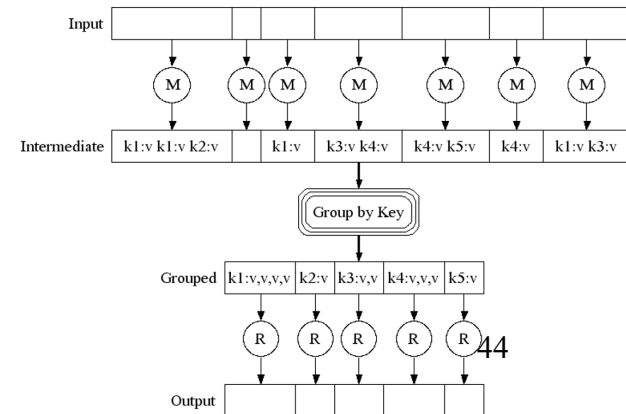 Input
M M M M M M M
Intermediate k1:v k1:v k2:v k1:v k3:v k4:v k4:v k5:v k4:v k1:v k3:v
Group by Key
Grouped k1:v,v,v,v k2:v k3:v,v k4:v,v,v k5:v
R R R R R 44
Output